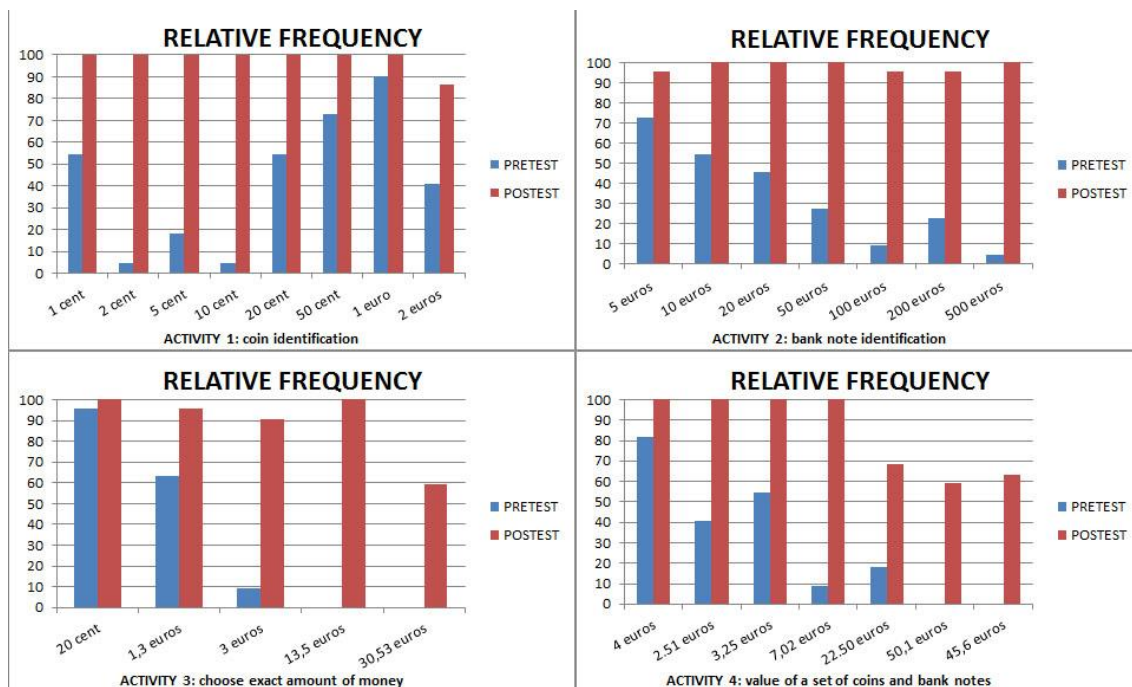 RELATIVE FREQUENCY
100
90
80
70
60
50
40
30
20
10
0
PRETEST
POSTEST
1 cent
2 cent
5 cent
10 cent
20 cent
50 cent
1 euro
2 euros
ACTIVITY 1: coin identification
RELATIVE FREQUENCY
100
90
80
70
60
50
40
30
20
10
0
PRETEST
POSTEST
5 euros
10 euros
20 euros
50 euros
100 euros
200 euros
500 euros
ACTIVITY 2: bank note identification
RELATIVE FREQUENCY
100
90
80
70
60
50
40
30
20
10
0
PRETEST
POSTEST
20 cent
1,3 euros
3 euros
13,5 euros
30,53 euros
ACTIVITY 3: choose exact amount of money
RELATIVE FREQUENCY
100
90
80
70
60
50
40
30
20
10
0
PRETEST
POSTEST
4 euros
2.51 euros
3,25 euros
7,02 euros
22.50 euros
50,1 euros
45,6 euros
ACTIVITY 4: value of a set of coins and bank notes